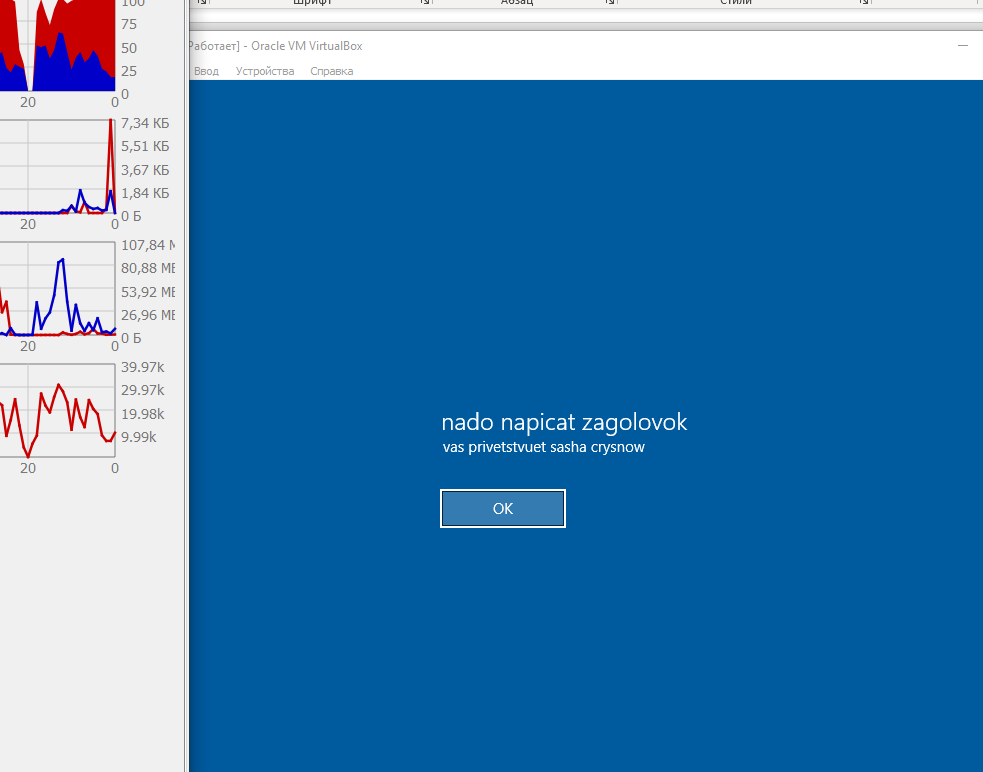 Шрифт
Абзац
Стили
100
75
50
25
0
20
0
7,34 КБ
5,51 КБ
3,67 КБ
1,84 КБ
0 Б
20
0
107,84
80,88
53,92
26,96
0 Б
20
0
39.97k
29.97k
19.98k
9.99k
20
0
Работает] - Oracle VM VirtualBox
Ввод Устройства Справка
nado napicat zagolovok
vas privetstvuet sasha crysnow
OK